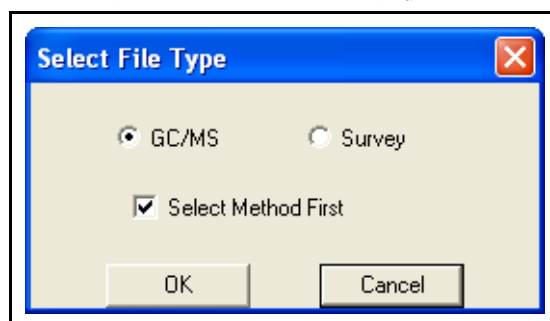 Select File Type
GC/MS Survey
Select Method First
OK Cancel